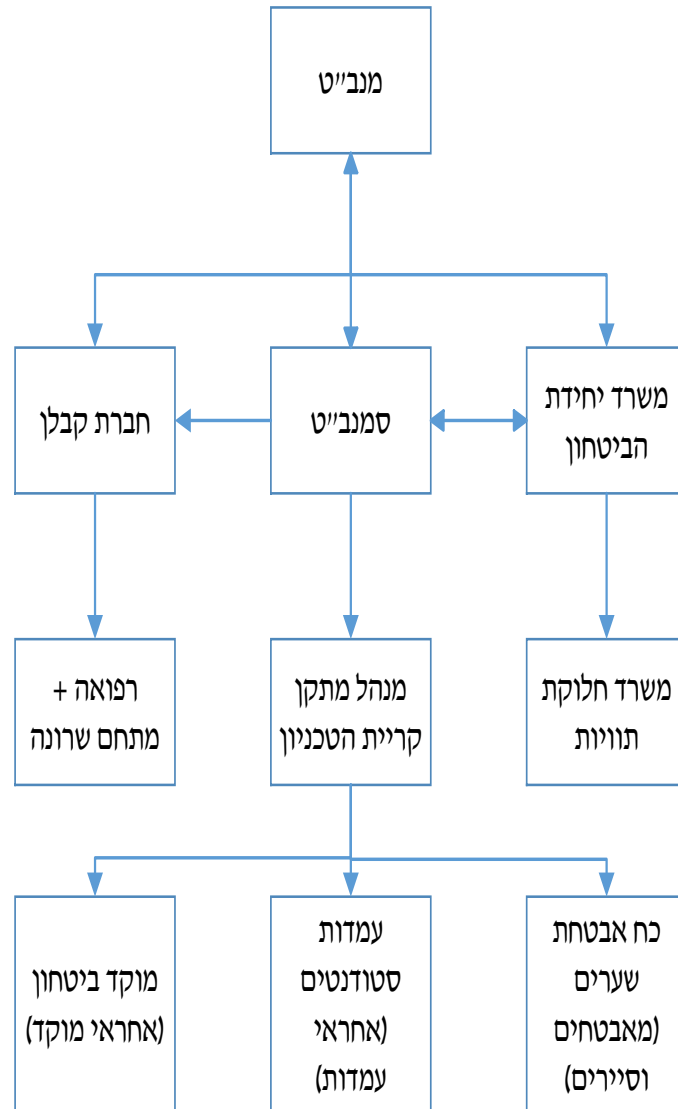 מנב״ט
משרד יחידת
הביטחון
סמנב״ט
חברת קבלן
משרד חלוקת
תוויות
מנהל מתקן
קריית הטכניון
רפואה +
מתחם שרונה
כח אבטחת
שערים
(מאבטחים
וסיירים)
עמדות
סטודנטים
(אחראי
עמדות)
מוקד ביטחון
(אחראי מוקד)